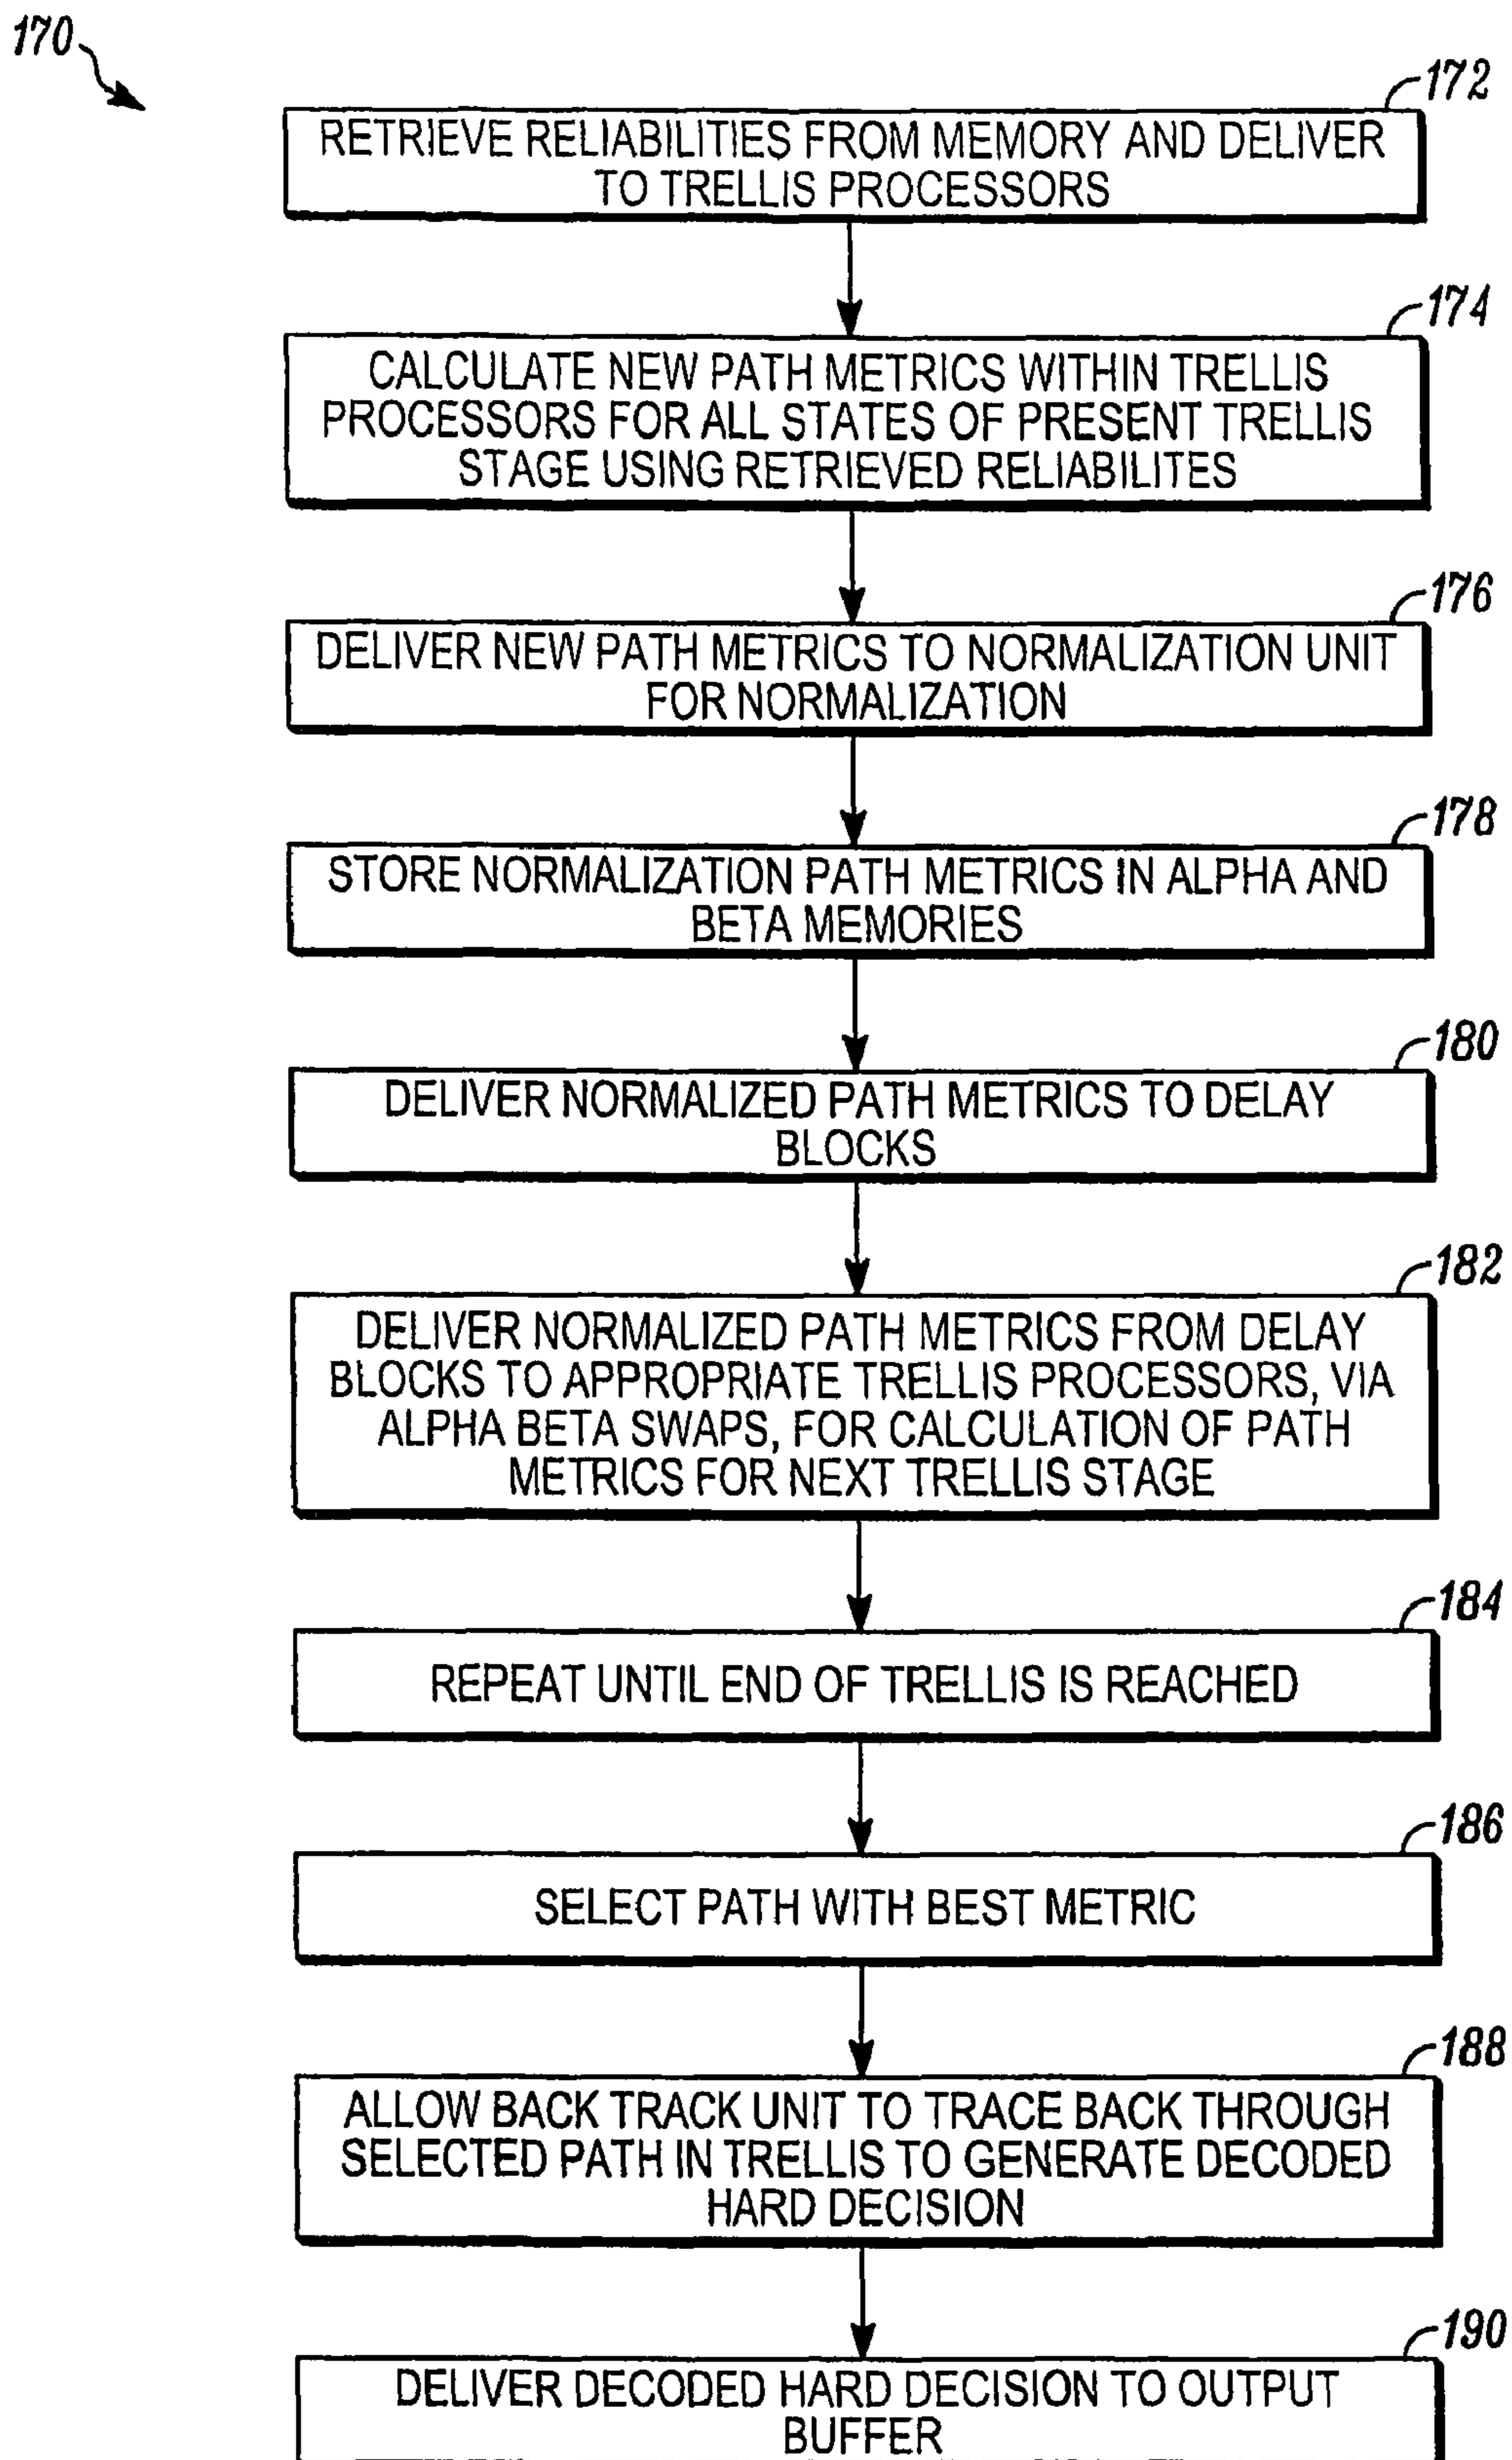 170
172
RETRIEVE RELIABILITIES FROM MEMORY AND DELIVER
TO TRELLIS PROCESSORS
174
CALCULATE NEW PATH METRICS WITHIN TRELLIS
PROCESSORS FOR ALL STATES OF PRESENT TRELLIS
STAGE USING RETRIEVED RELIABILITES
176
DELIVER NEW PATH METRICS TO NORMALIZATION UNIT
FOR NORMALIZATION
178
STORE NORMALIZATION PATH METRICS IN ALPHA AND
BETA MEMORIES
180
DELIVER NORMALIZED PATH METRICS TO DELAY
BLOCKS
182
DELIVER NORMALIZED PATH METRICS FROM DELAY
BLOCKS TO APPROPRIATE TRELLIS PROCESSORS, VIA
ALPHA BETA SWAPS, FOR CALCULATION OF PATH
METRICS FOR NEXT TRELLIS STAGE
184
REPEAT UNTIL END OF TRELLIS IS REACHED
186
SELECT PATH WITH BEST METRIC
188
ALLOW BACK TRACK UNIT TO TRACE BACK THROUGH
SELECTED PATH IN TRELLIS TO GENERATE DECODED
HARD DECISION
190
DELIVER DECODED HARD DECISION TO OUTPUT
BUFFER